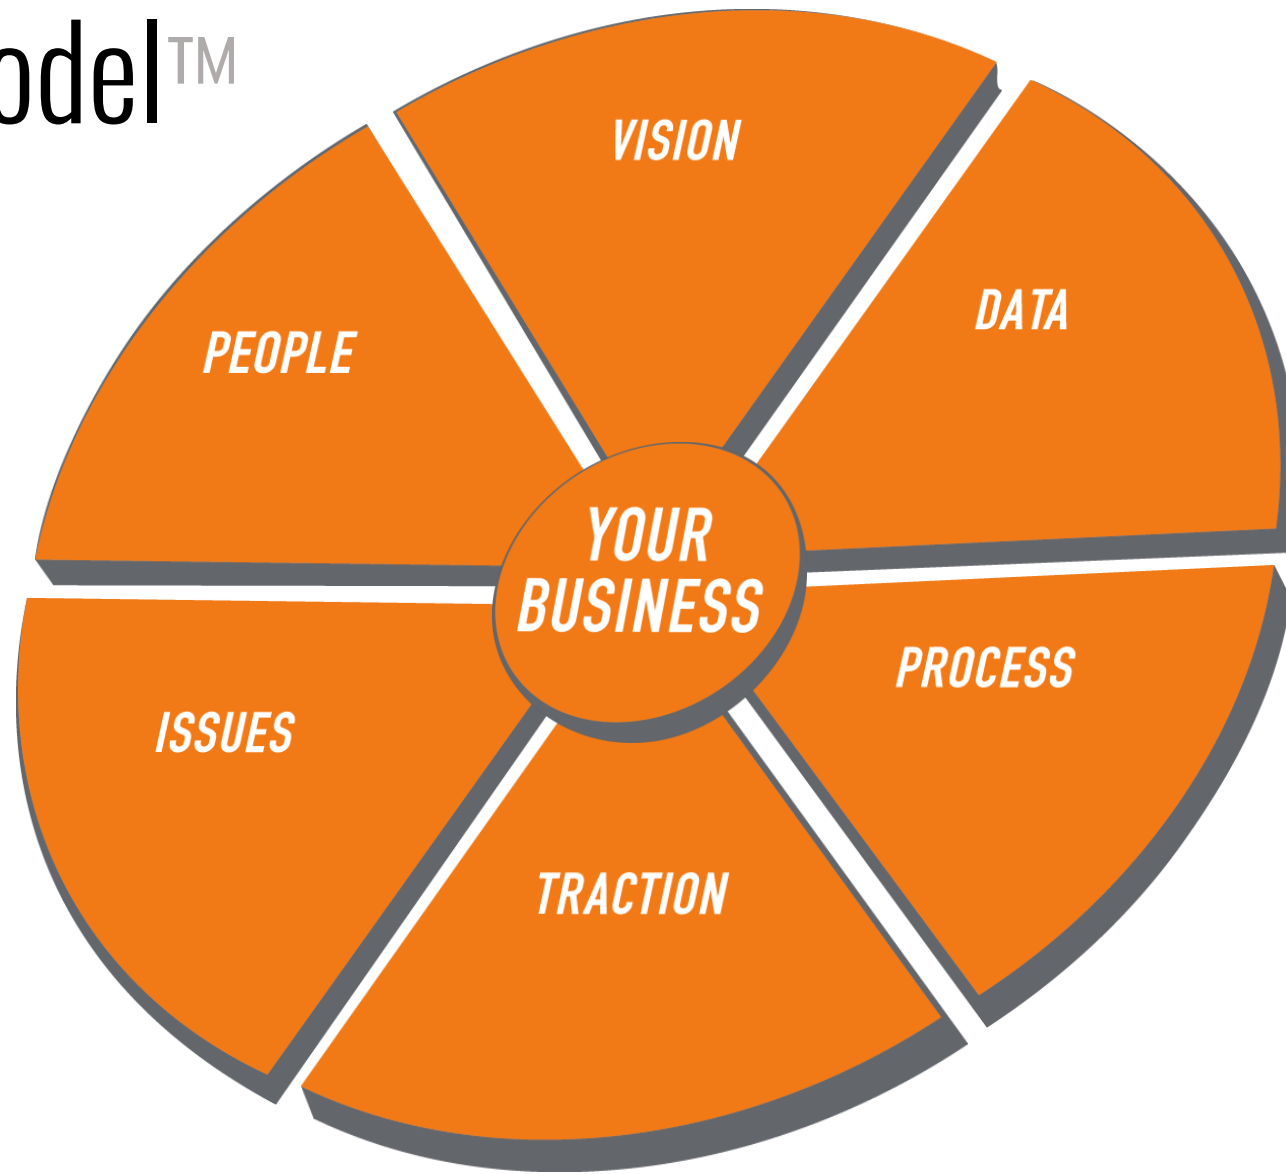 odel™
VISION
DATA
PEOPLE
YOUR
BUSINESS
PROCESS
ISSUES
TRACTION